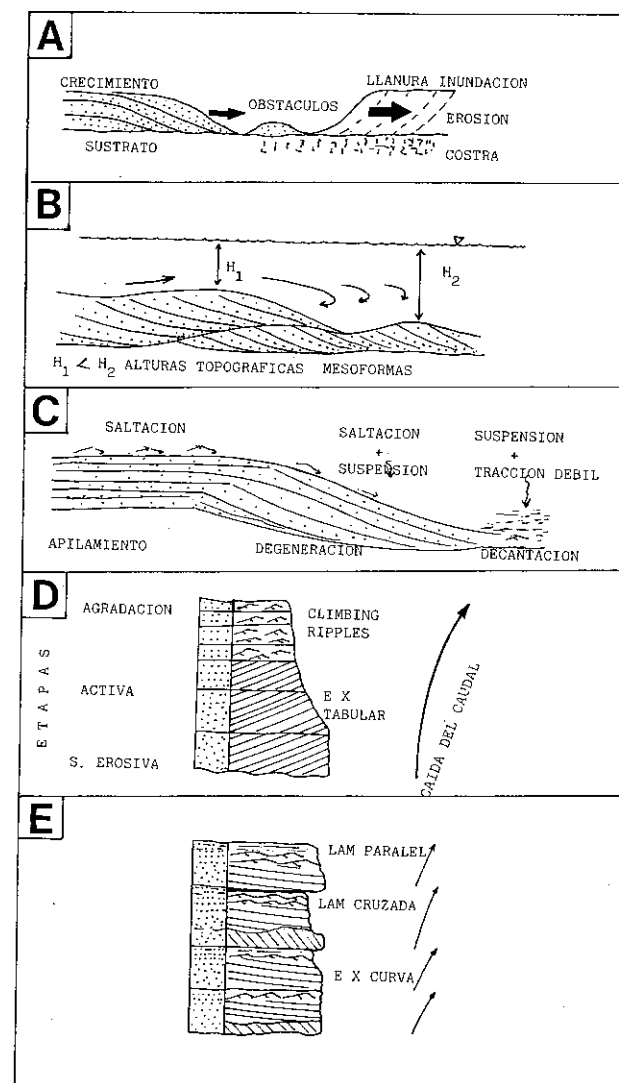 A
CRECIMIENTO
LLANURA INUNDACION
OBSTACULOS
EROSION
SUSTRATO
COSTRA
B
H1
H2
H1 < H2 ALTURAS TOPOGRAFICAS MESOFORMAS
C
SALTACION
SALTACION
+
SUSPENSION
SUSPENSION
+
TRACCION DEBIL
APILAMIENTO
DEGENERACION
DECANTACION
D
ETAPAS
AGRADACION
CLIMBING
RIPPLES
ACTIVA
E X
TABULAR
S. EROSIVA
CAIDA DEL CAUDAL
E
LAM PARALEL
LAM CRUZADA
E X CURVA